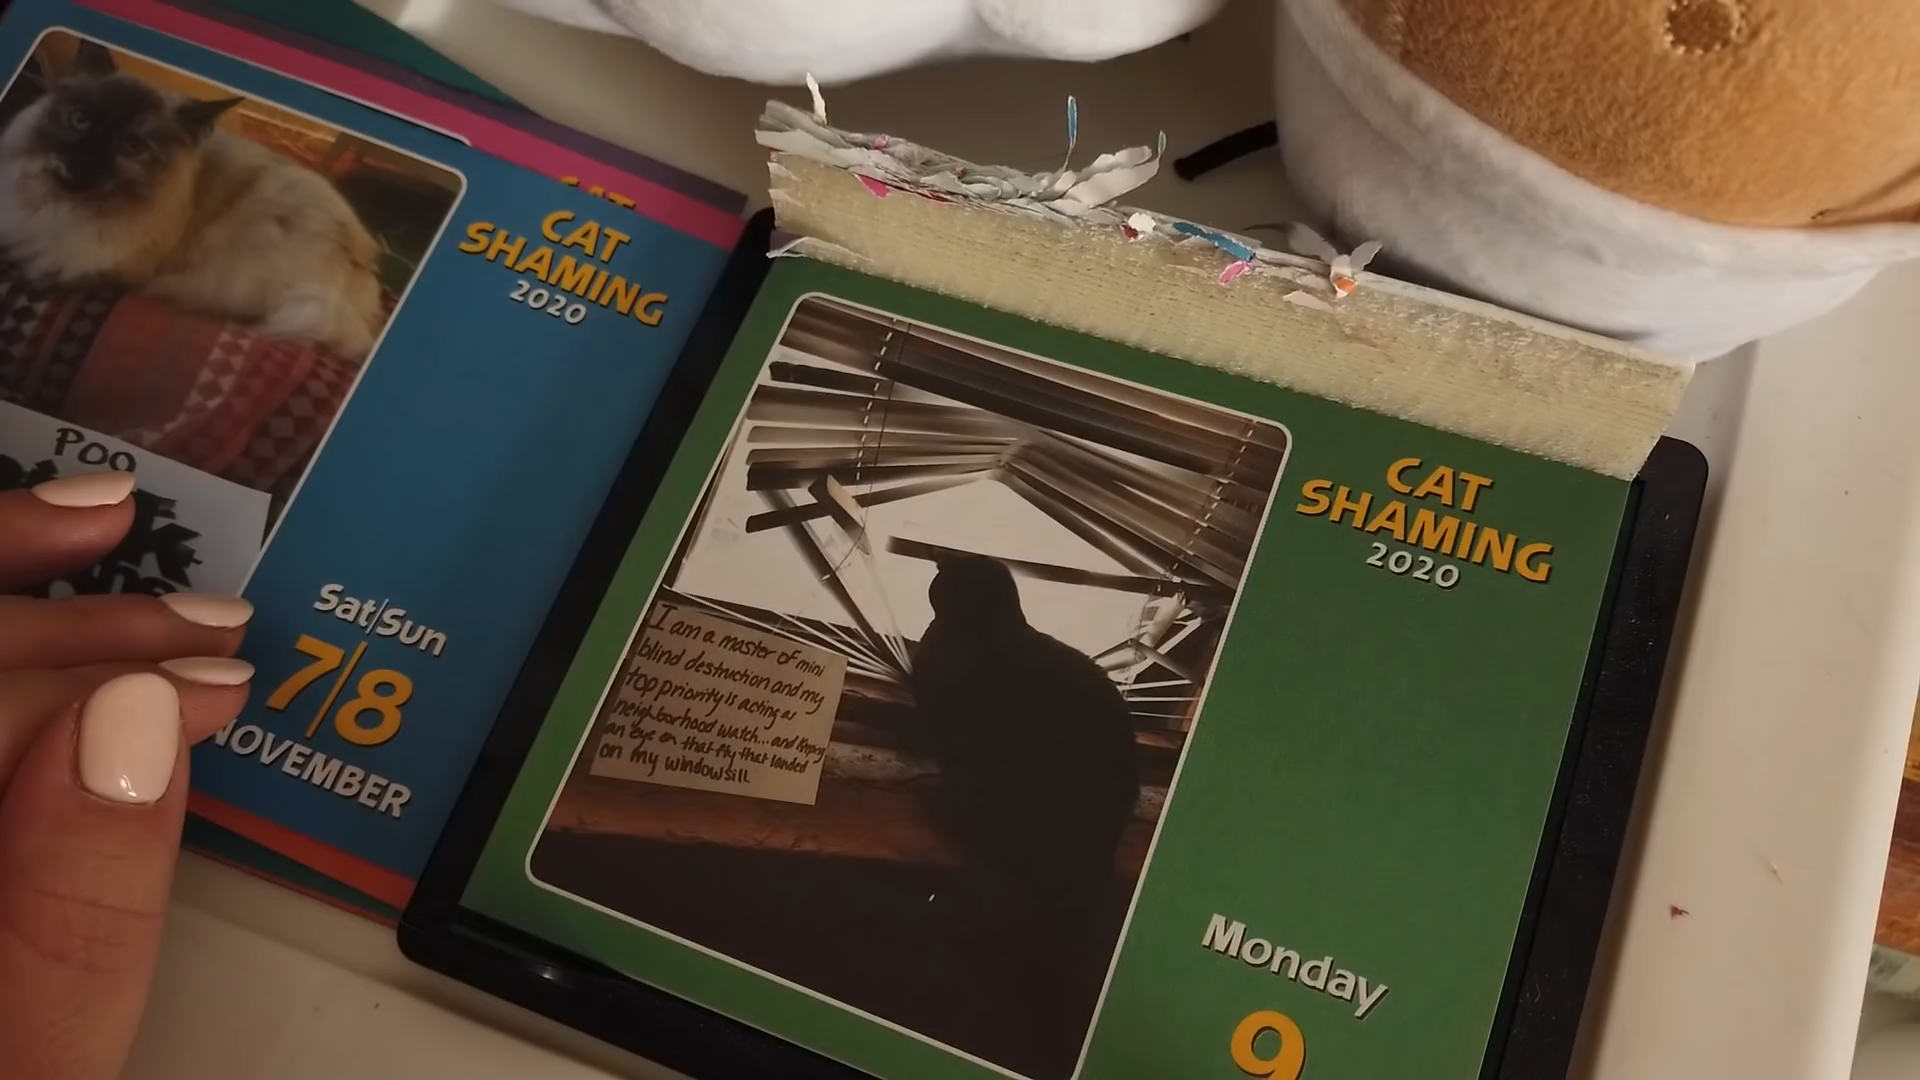 CAT
CAT
SHAMING
2020
POO
Sat|Sun
7|8
NOVEMBER
CAT
SHAMING
2020
I am a master of mini
blind destruction and my
top priority is acting as
neighborhood watch... and keeping
an eye on that fly that landed
on my windowsill
Monday
9